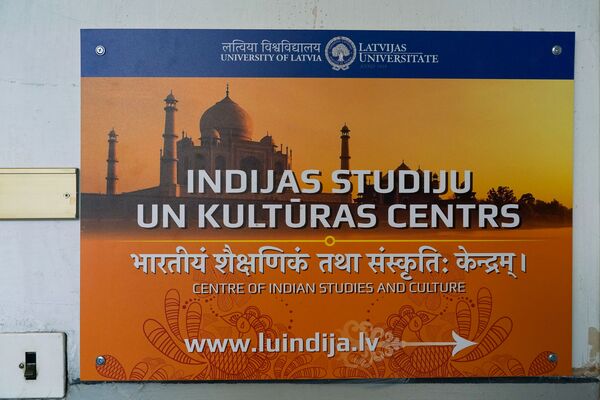 लत्विया विश्वविद्यालय
UNIVERSITY OF LATVIA
LATVIJAS
UNIVERSITĀTE
INDIJAS STUDIJU
UN KULTŪRAS CENTRS
भारतीयं शैक्षणिकं तथा संस्कृतिः केन्द्रम्।
CENTRE OF INDIAN STUDIES AND CULTURE
www.luindija.lv